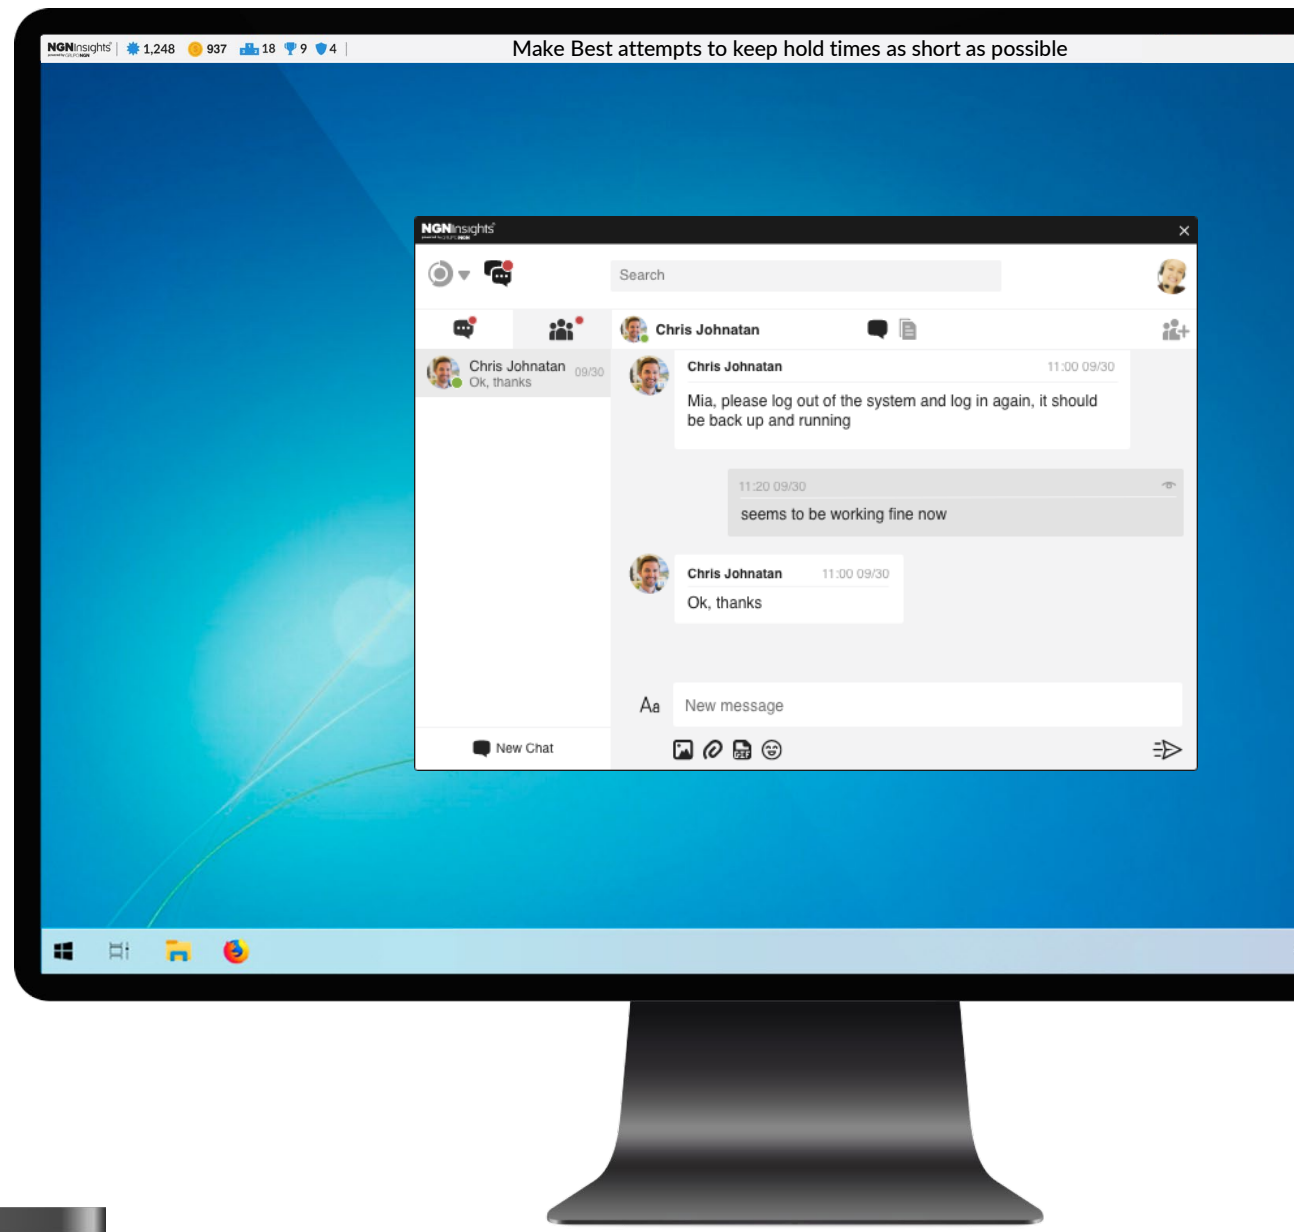 NGNInsights
1,248 937 18 9 4
Make Best attempts to keep hold times as short as possible
NGNInsights
Search
Chris Johnatan
Chris Johnatan 09/30
Ok, thanks
Chris Johnatan 11:00 09/30
Mia, please log out of the system and log in again, it should
be back up and running
11:20 09/30
seems to be working fine now
Chris Johnatan 11:00 09/30
Ok, thanks
Aa New message
New Chat
PDF